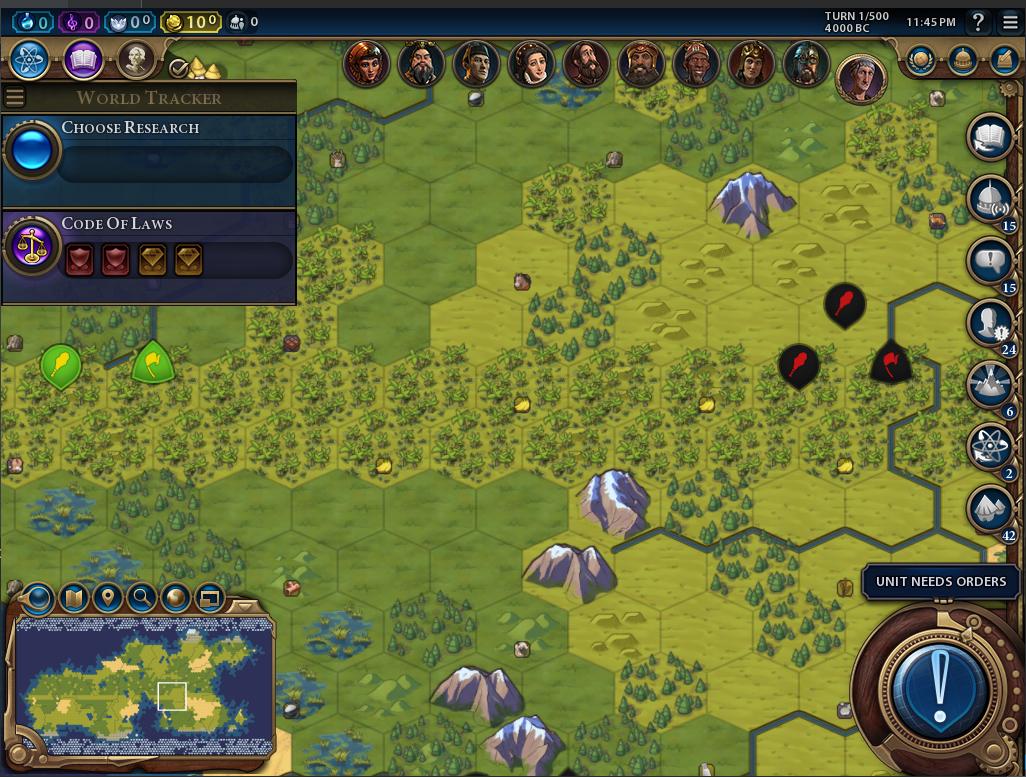 0 0 0⁰ 10⁰ 0
TURN 1/500
4000 BC
11:45 PM
?
WORLD TRACKER
CHOOSE RESEARCH
CODE OF LAWS
15
15
24
6
2
42
UNIT NEEDS ORDERS